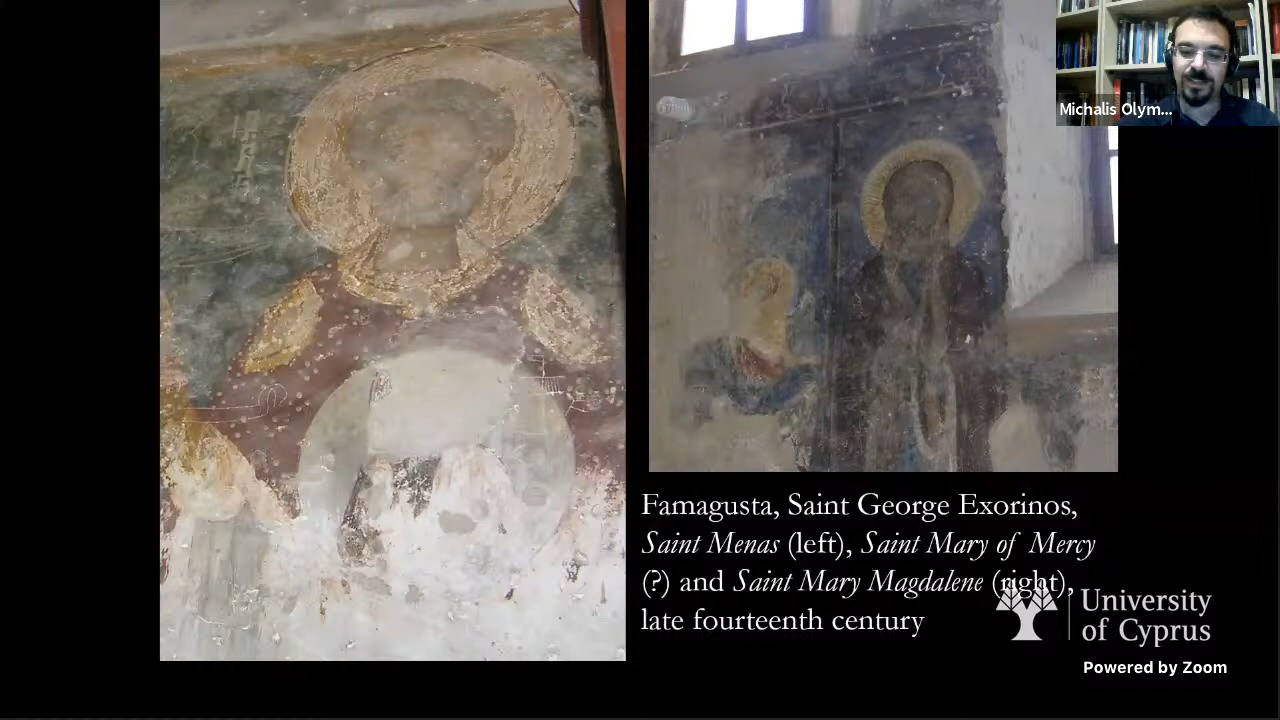 Michalis Olym...
Famagusta, Saint George Exorinos,
Saint Menas (left), Saint Mary of Mercy
(?) and Saint Mary Magdalene (right),
late fourteenth century
University
of Cyprus
Powered by Zoom